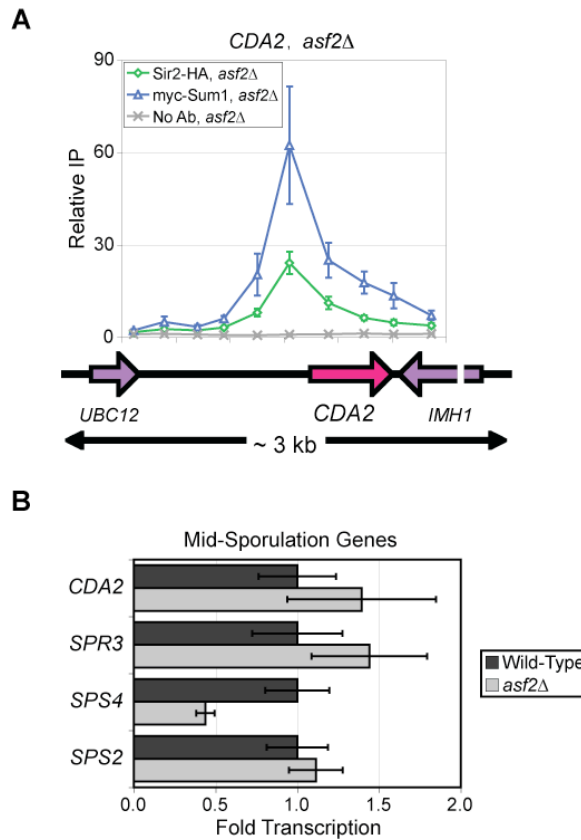 A
CDA2, asf2Δ
90
60
30
0
Relative IP
Sir2-HA, asf2Δ
myc-Sum1, asf2Δ
No Ab, asf2Δ
UBC12
CDA2
IMH1
~ 3 kb
B
Mid-Sporulation Genes
CDA2
SPR3
SPS4
SPS2
Wild-Type
asf2Δ
0.0 0.5 1.0 1.5 2.0
Fold Transcription